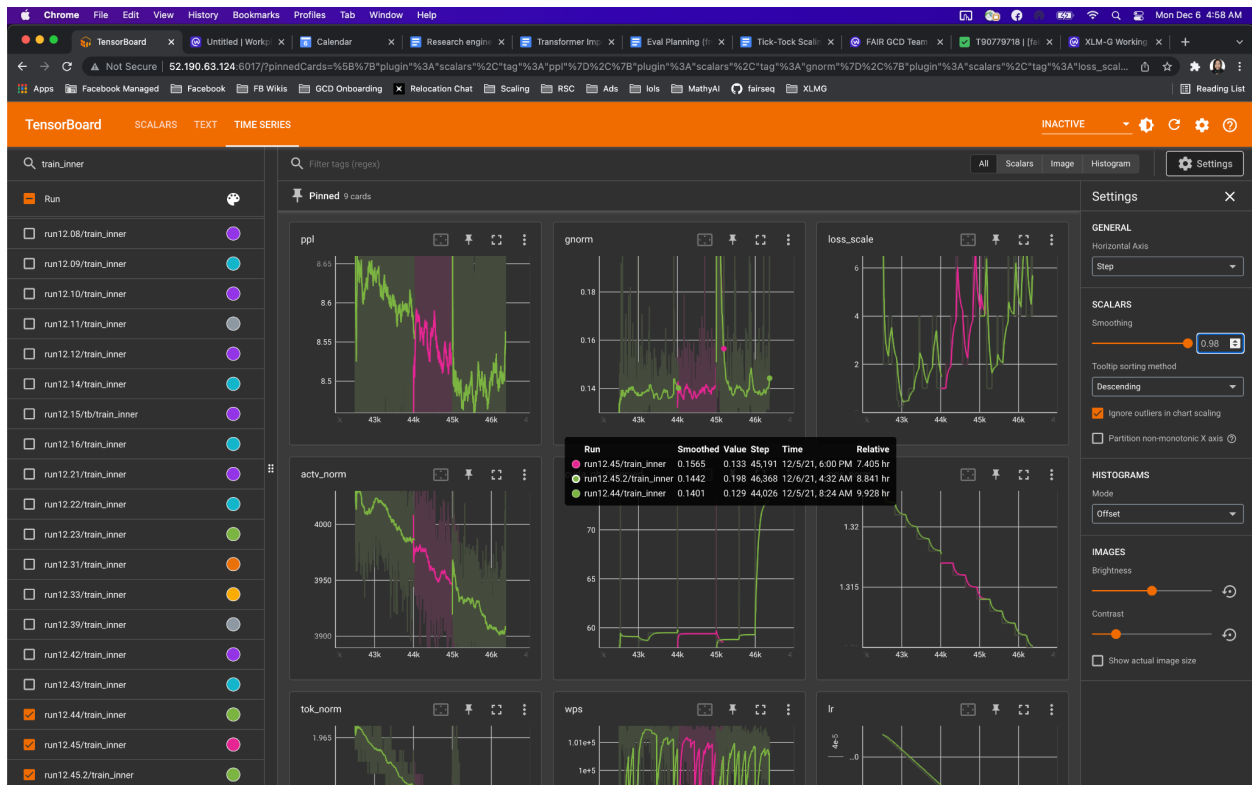 Chrome File Edit View History Bookmarks Profiles Tab Window Help Mon Dec 6 4:58 AM
TensorBoard Untitled | Workpl Calendar Research engine Transformer Imp Eval Planning (fr Tick-Tock Scalin FAIR GCD Team T90779718 | [fai XLM-G Working
Not Secure | 52.190.63.124:6017/?pinnedCards=%5B%7B"plugin"%3A"scalars"%2C"tag"%3A"ppl"%7D%2C%7B"plugin"%3A"scalars"%2C"tag"%3A"gnorm"%7D%2C%7B"plugin"%3A"scalars"%2C"tag"%3A"loss_scal...
Apps Facebook Managed Facebook FB Wikis GCD Onboarding Relocation Chat Scaling RSC Ads lols MathyAI fairseq XLMG Reading List
TensorBoard SCALARS TEXT TIME SERIES INACTIVE
train_inner
Filter tags (regex)
All Scalars Image Histogram
Settings
Run
Pinned 9 cards
Settings
run12.08/train_inner
run12.09/train_inner
run12.10/train_inner
run12.11/train_inner
run12.12/train_inner
run12.14/train_inner
run12.15/tb/train_inner
run12.16/train_inner
run12.21/train_inner
run12.22/train_inner
run12.23/train_inner
run12.31/train_inner
run12.33/train_inner
run12.39/train_inner
run12.42/train_inner
run12.43/train_inner
run12.44/train_inner
run12.45/train_inner
run12.45.2/train_inner
ppl
8.65
8.6
8.55
8.5
43k 44k 45k 46k
gnorm
0.18
0.16
0.14
43k 44k 45k 46k
loss_scale
6
4
2
43k 44k 45k 46k
Run Smoothed Value Step Time Relative
run12.45/train_inner 0.1565 0.133 45,191 12/5/21, 6:00 PM 7.405 hr
run12.45.2/train_inner 0.1442 0.198 46,368 12/6/21, 4:32 AM 8.841 hr
run12.44/train_inner 0.1401 0.129 44,026 12/5/21, 8:24 AM 9.928 hr
actv_norm
4000
3950
3900
43k 44k 45k 46k
70
65
60
43k 44k 45k 46k
1.32
1.315
43k 44k 45k 46k
tok_norm
1.965
wps
1.01e+5
1e+5
lr
4e-5
..0
GENERAL
Horizontal Axis
Step
SCALARS
Smoothing
0.98
Tooltip sorting method
Descending
Ignore outliers in chart scaling
Partition non-monotonic X axis
HISTOGRAMS
Mode
Offset
IMAGES
Brightness
Contrast
Show actual image size